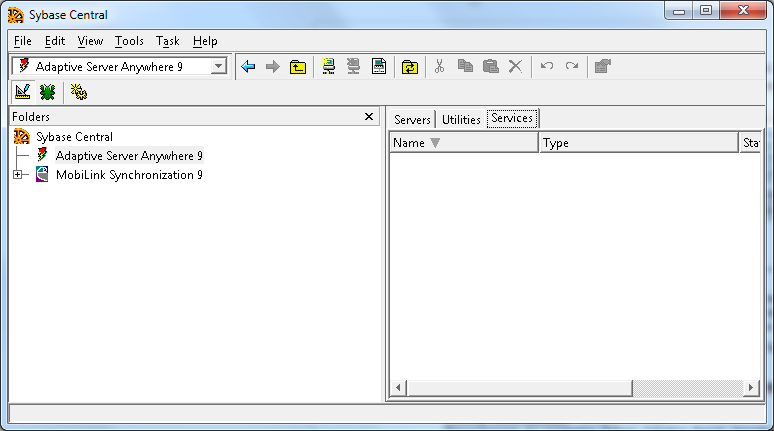 Sybase Central
File Edit View Tools Task Help
Adaptive Server Anywhere 9
Folders
Sybase Central
Adaptive Server Anywhere 9
MobiLink Synchronization 9
Servers Utilities Services
Name Type Sta